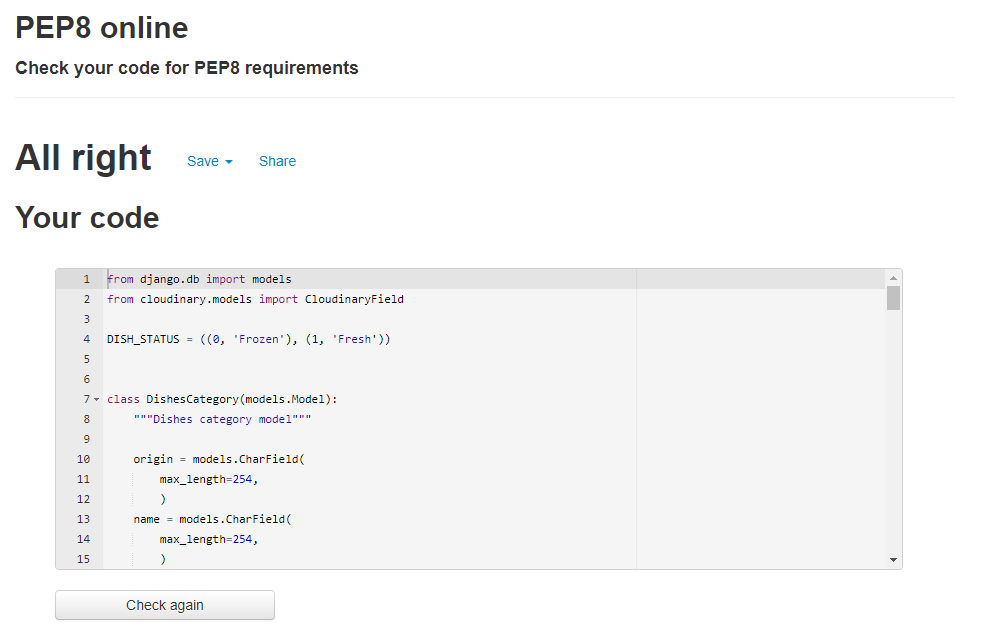 PEP8 online
Check your code for PEP8 requirements
All right Save Share
Your code
1 from django.db import models
2 from cloudinary.models import CloudinaryField
3
4 DISH_STATUS = ((0, 'Frozen'), (1, 'Fresh'))
5
6
7 class DishesCategory(models.Model):
8     """Dishes category model"""
9
10     origin = models.CharField(
11         max_length=254,
12         )
13     name = models.CharField(
14         max_length=254,
15         )
Check again